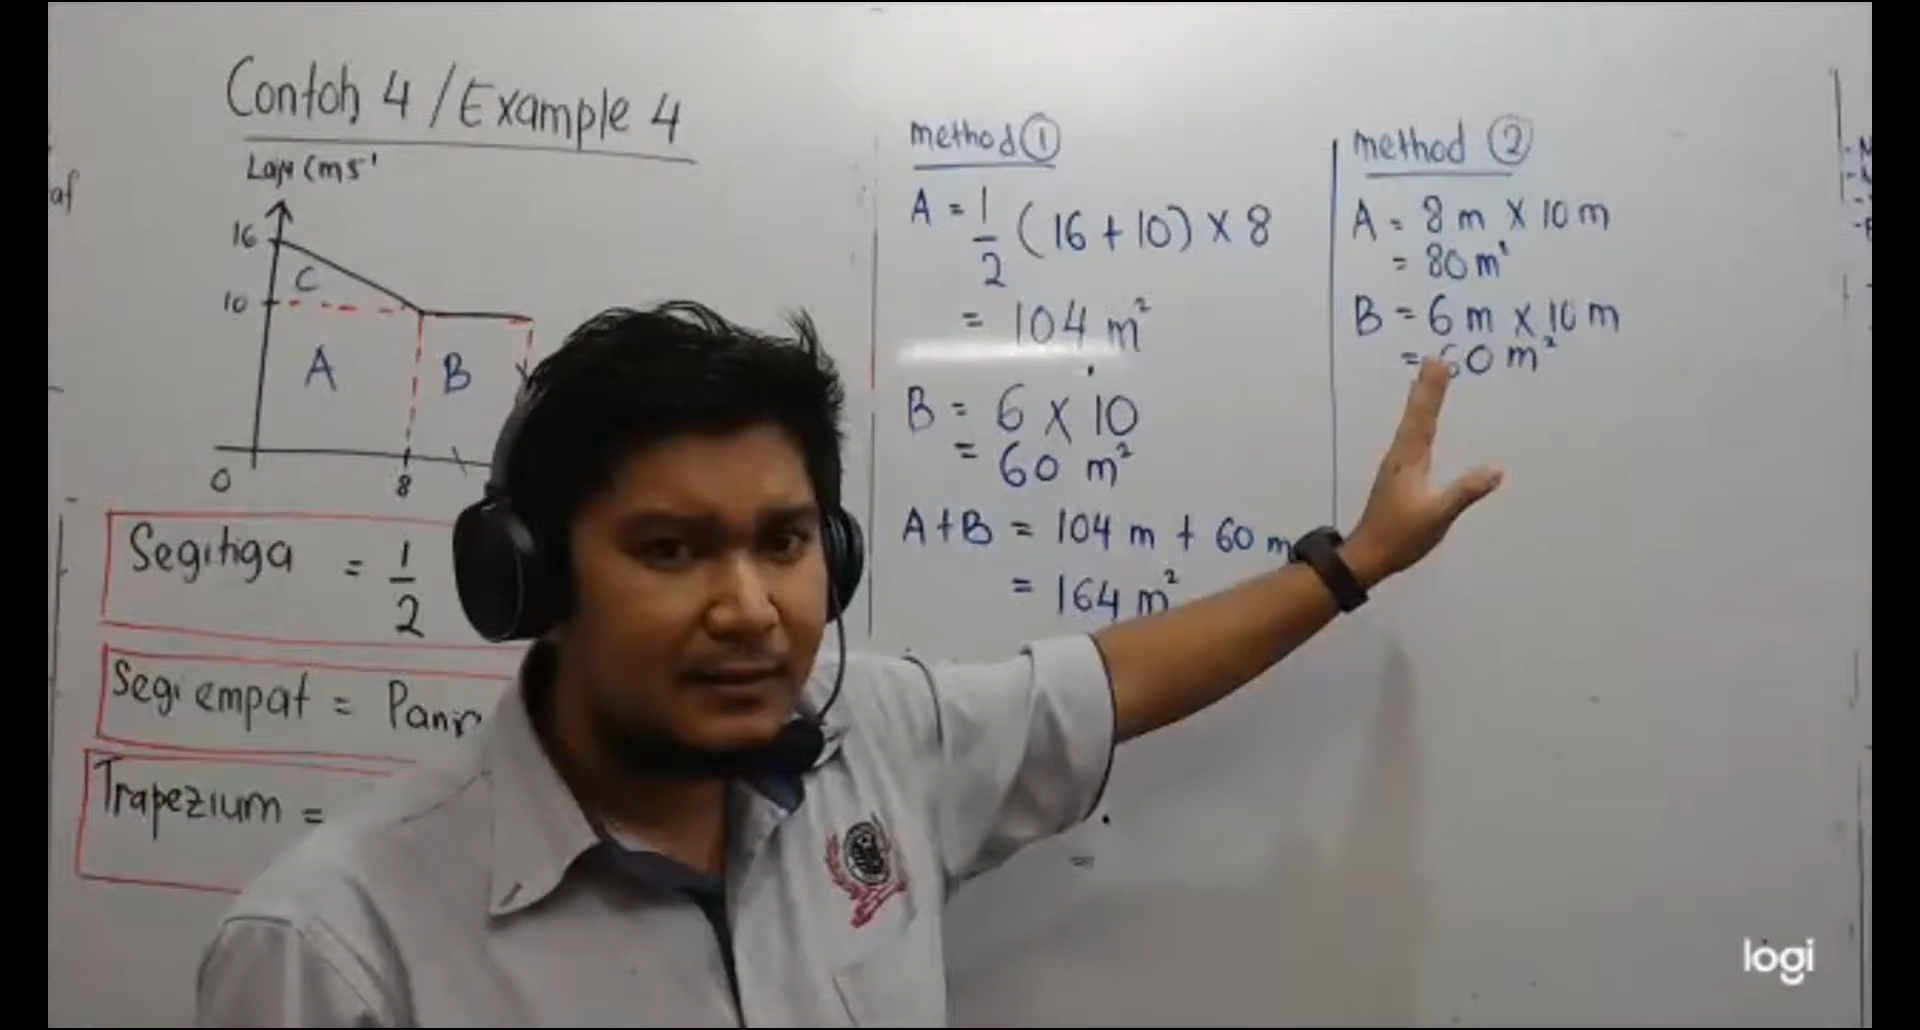 Contoh 4 / Example 4
Laju (ms⁻¹
16
10
C
A
B
0
8
Segitiga = 1/2
Segi empat =
Trapezium =
method ①
A = 1/2 (16 + 10) × 8
= 104 m²
B = 6 × 10
= 60 m²
A + B = 104 m + 60 m
= 164 m²
=
method ②
A = 8 m × 10 m
= 80 m²
B = 6 m × 10 m
= 60 m²
af
logi